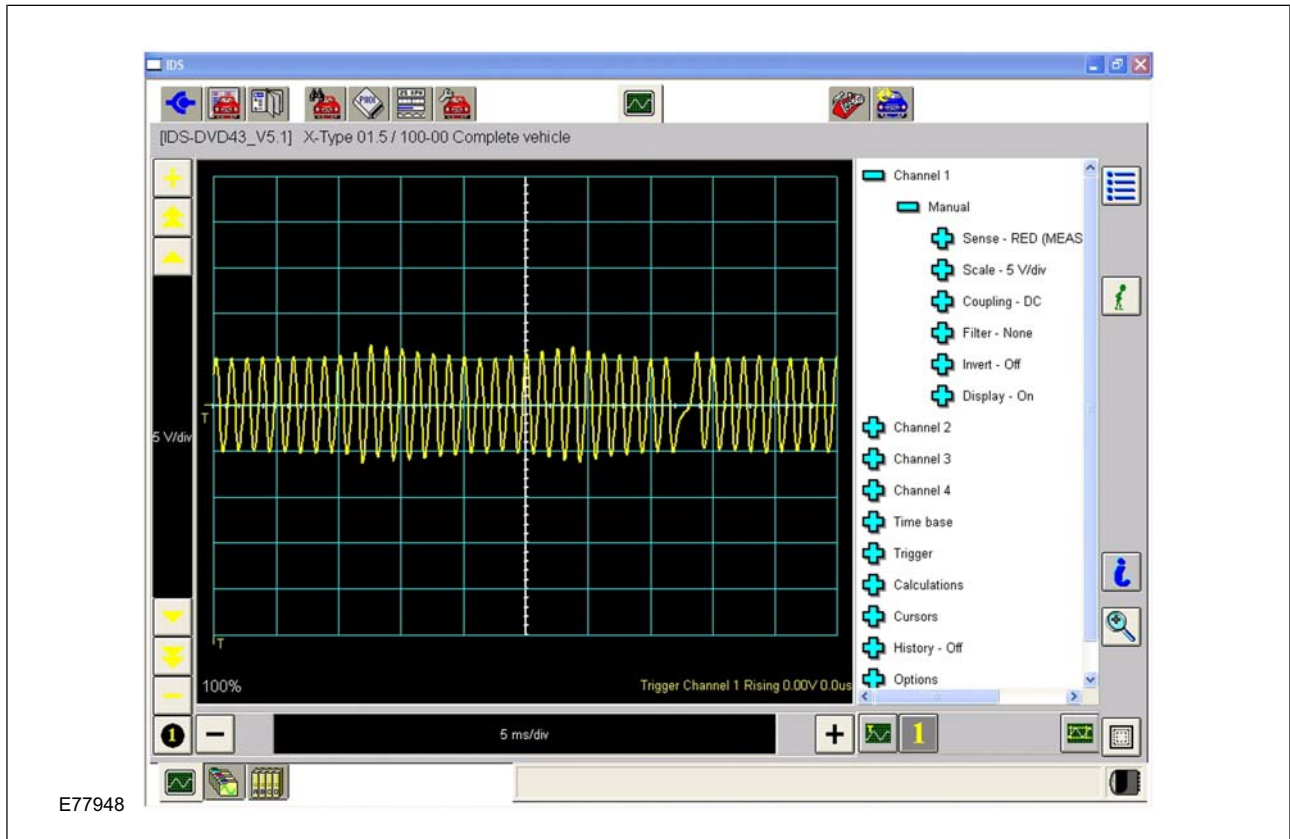 IDS
[IDS-DVD43_V5.1] X-Type 01.5 / 100-00 Complete vehicle
Channel 1
Manual
Sense - RED (MEAS
Scale - 5 V/div
Coupling - DC
Filter - None
Invert - Off
Display - On
Channel 2
Channel 3
Channel 4
Time base
Trigger
Calculations
Cursors
History - Off
Options
T
5 V/div
T
100%
Trigger Channel 1 Rising 0.00V 0.0us
1
5 ms/div
1
E77948